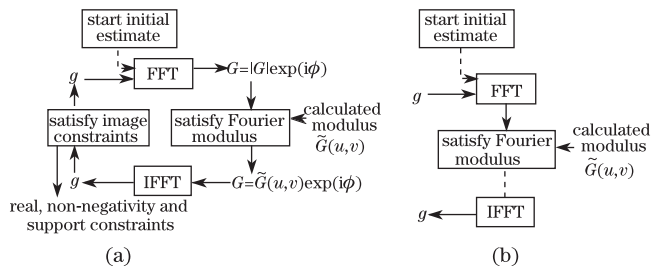 start initial
estimate
g
FFT
G=|G|exp(iϕ)
satisfy image
constraints
satisfy Fourier
modulus
calculated
modulus
G̃(u,v)
g
IFFT
G=G̃(u,v)exp(iϕ)
real, non-negativity and
support constraints
(a)
start initial
estimate
g
FFT
satisfy Fourier
modulus
calculated
modulus
G̃(u,v)
g
IFFT
(b)